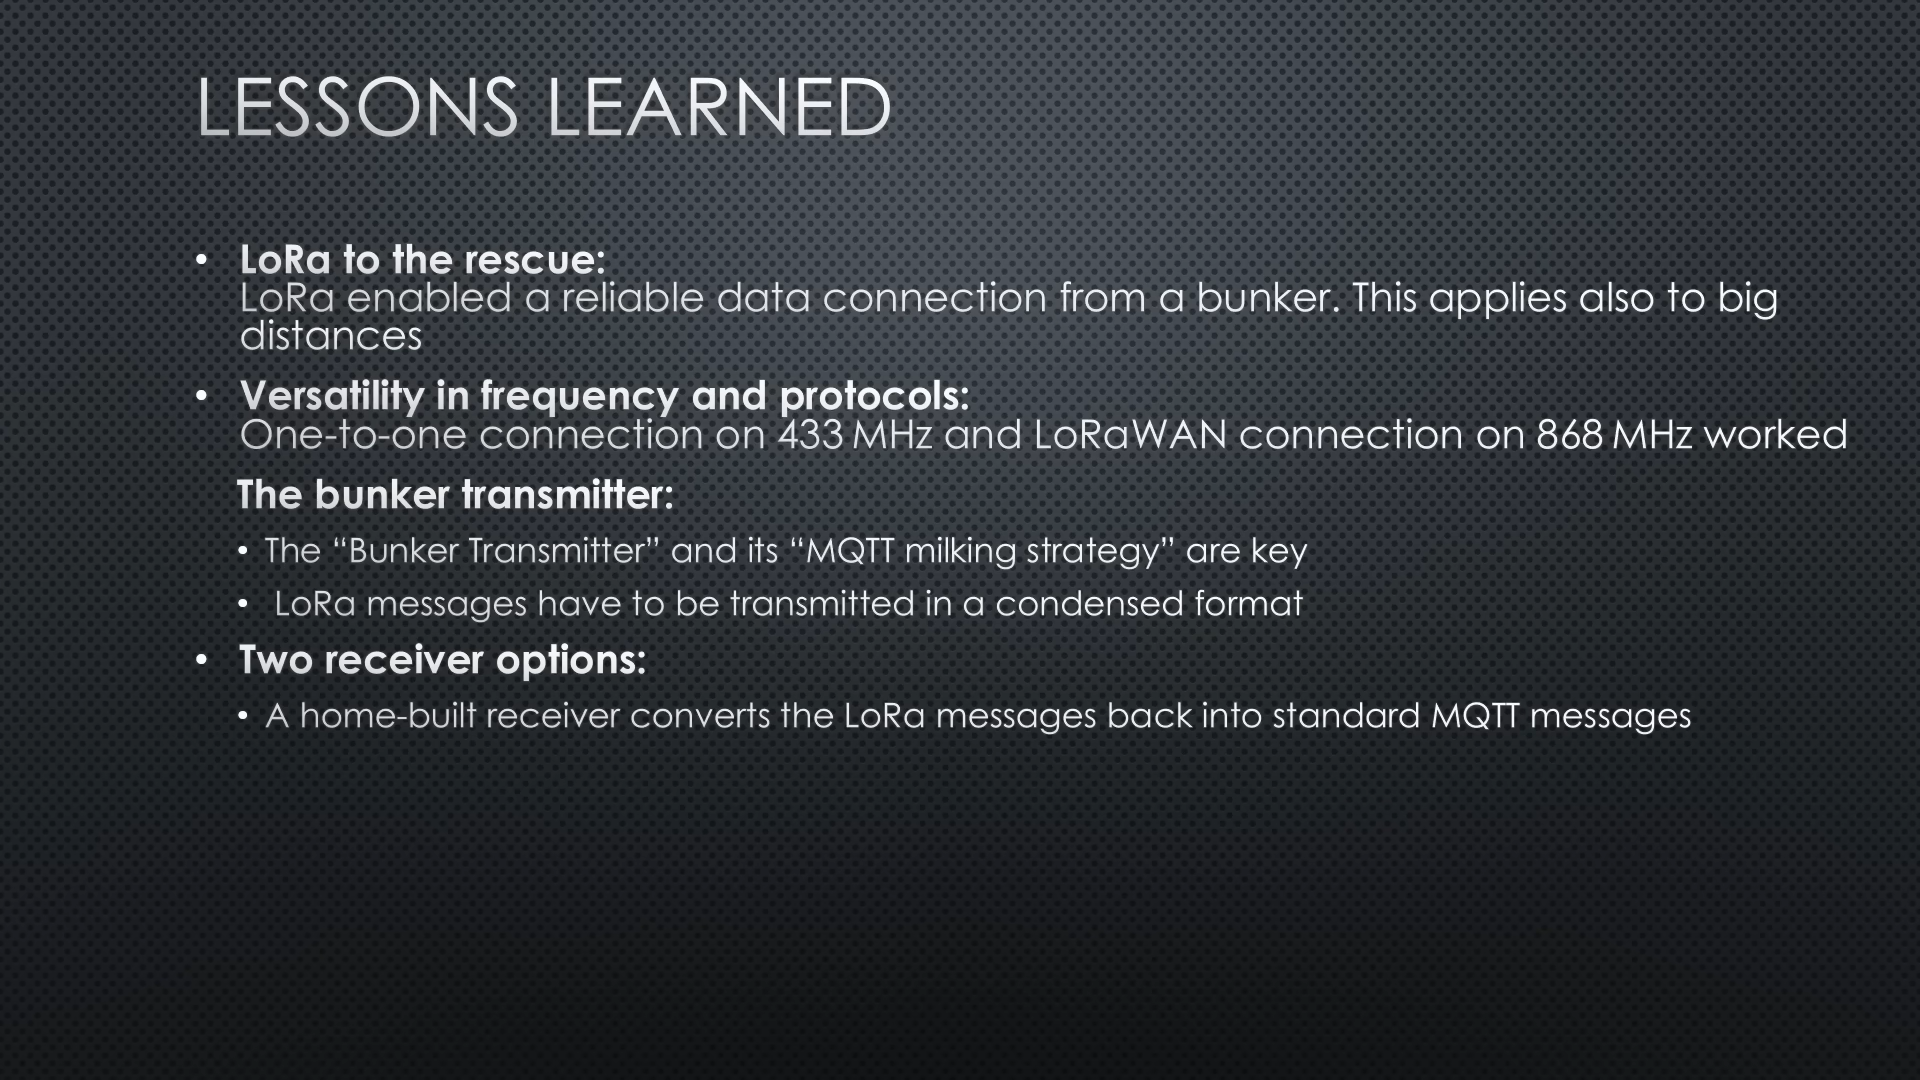 LESSONS LEARNED
• LoRa to the rescue:
LoRa enabled a reliable data connection from a bunker. This applies also to big
distances
• Versatility in frequency and protocols:
One-to-one connection on 433 MHz and LoRaWAN connection on 868 MHz worked
The bunker transmitter:
• The “Bunker Transmitter” and its “MQTT milking strategy” are key
• LoRa messages have to be transmitted in a condensed format
• Two receiver options:
• A home-built receiver converts the LoRa messages back into standard MQTT messages